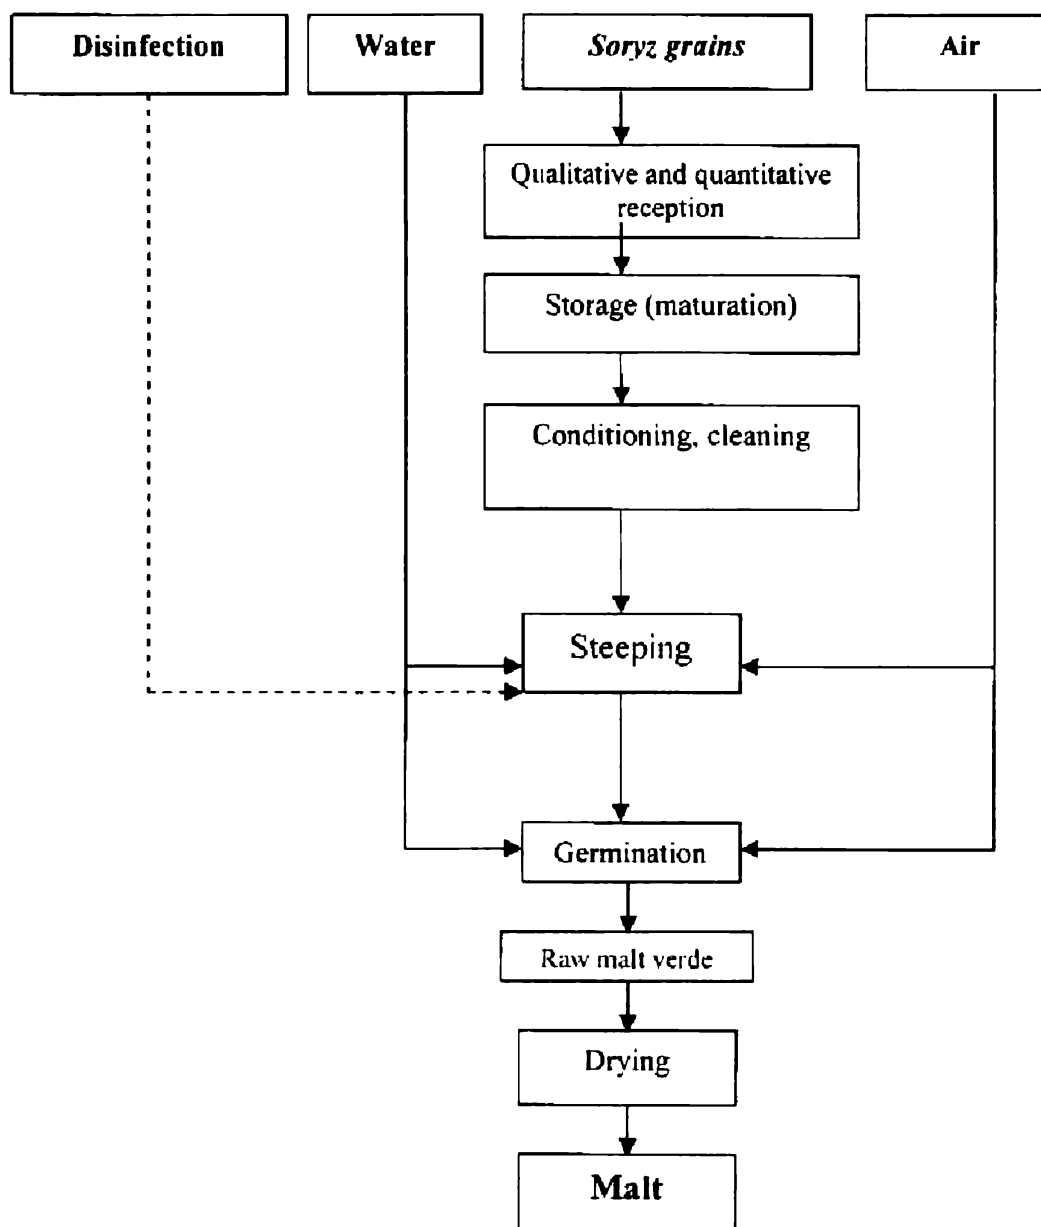 Disinfection
Water
Soryz grains
Air
Qualitative and quantitative
reception
Storage (maturation)
Conditioning, cleaning
Steeping
Germination
Raw malt verde
Drying
Malt